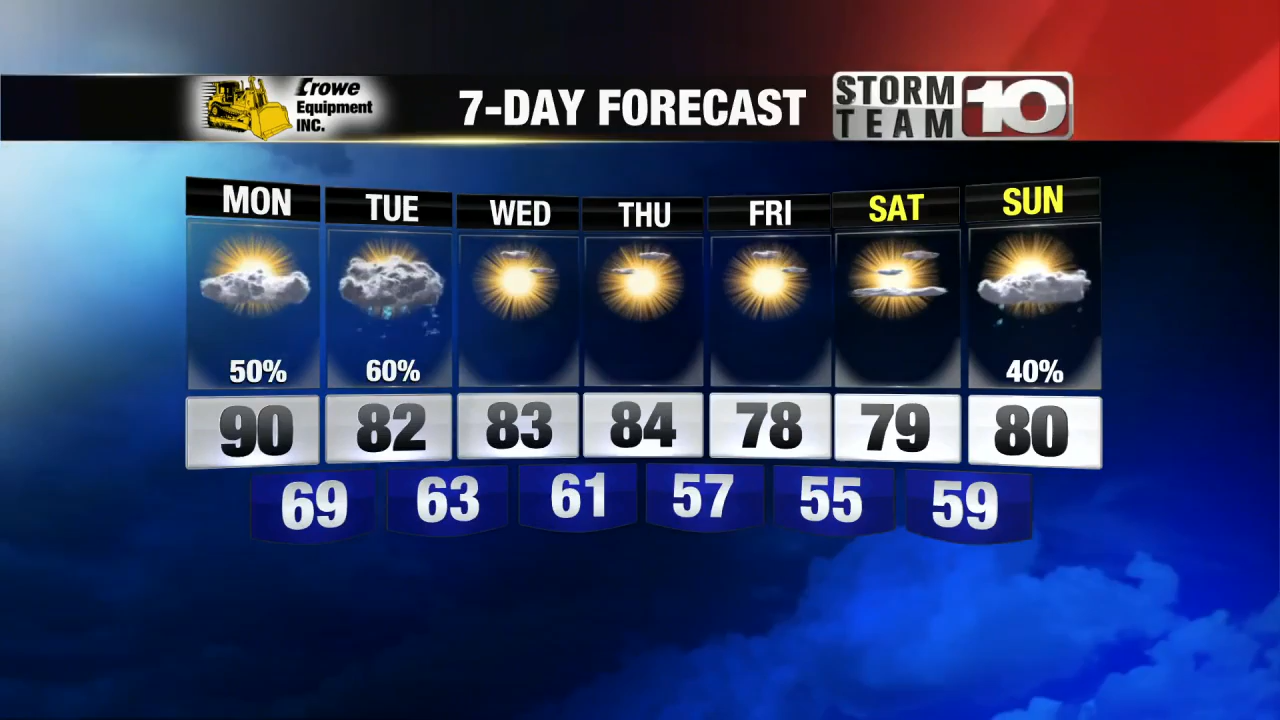 Crowe
Equipment
INC.
7-DAY FORECAST
STORM
TEAM
10
MON TUE WED THU FRI SAT SUN
50% 60% 40%
90 82 83 84 78 79 80
69 63 61 57 55 59